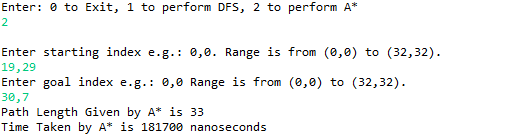 Enter: 0 to Exit, 1 to perform DFS, 2 to perform A*
2
Enter starting index e.g.: 0,0. Range is from (0,0) to (32,32).
19,29
Enter goal index e.g.: 0,0 Range is from (0,0) to (32,32).
30,7
Path Length Given by A* is 33
Time Taken by A* is 181700 nanoseconds